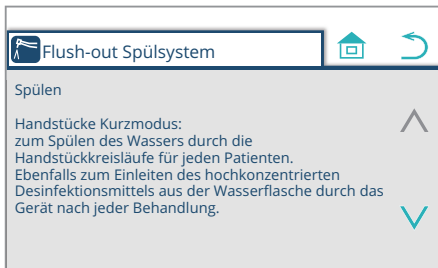 Flush-out Spülsystem
Spülen
Handstücke Kurzmodus:
zum Spülen des Wassers durch die
Handstückkreisläufe für jeden Patienten.
Ebenfalls zum Einleiten des hochkonzentrierten
Desinfektionsmittels aus der Wasserflasche durch das
Gerät nach jeder Behandlung.